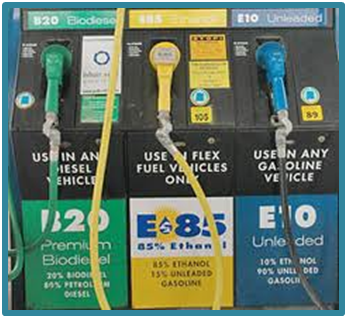 B20 Biodiesel
E85 Ethanol
E10 Unleaded
STOP!
105
89
USE IN ANY
DIESEL
VEHICLE
USE IN FLEX
FUEL VEHICLES
ONLY
USE IN ANY
GASOLINE
VEHICLE
B20
Premium
Biodiesel
20% BIODIESEL
80% PETROLEUM
DIESEL
E85
85% Ethanol
85% ETHANOL
15% UNLEADED
GASOLINE
E10
Unleaded
10% ETHANOL
90% UNLEADED
GASOLINE